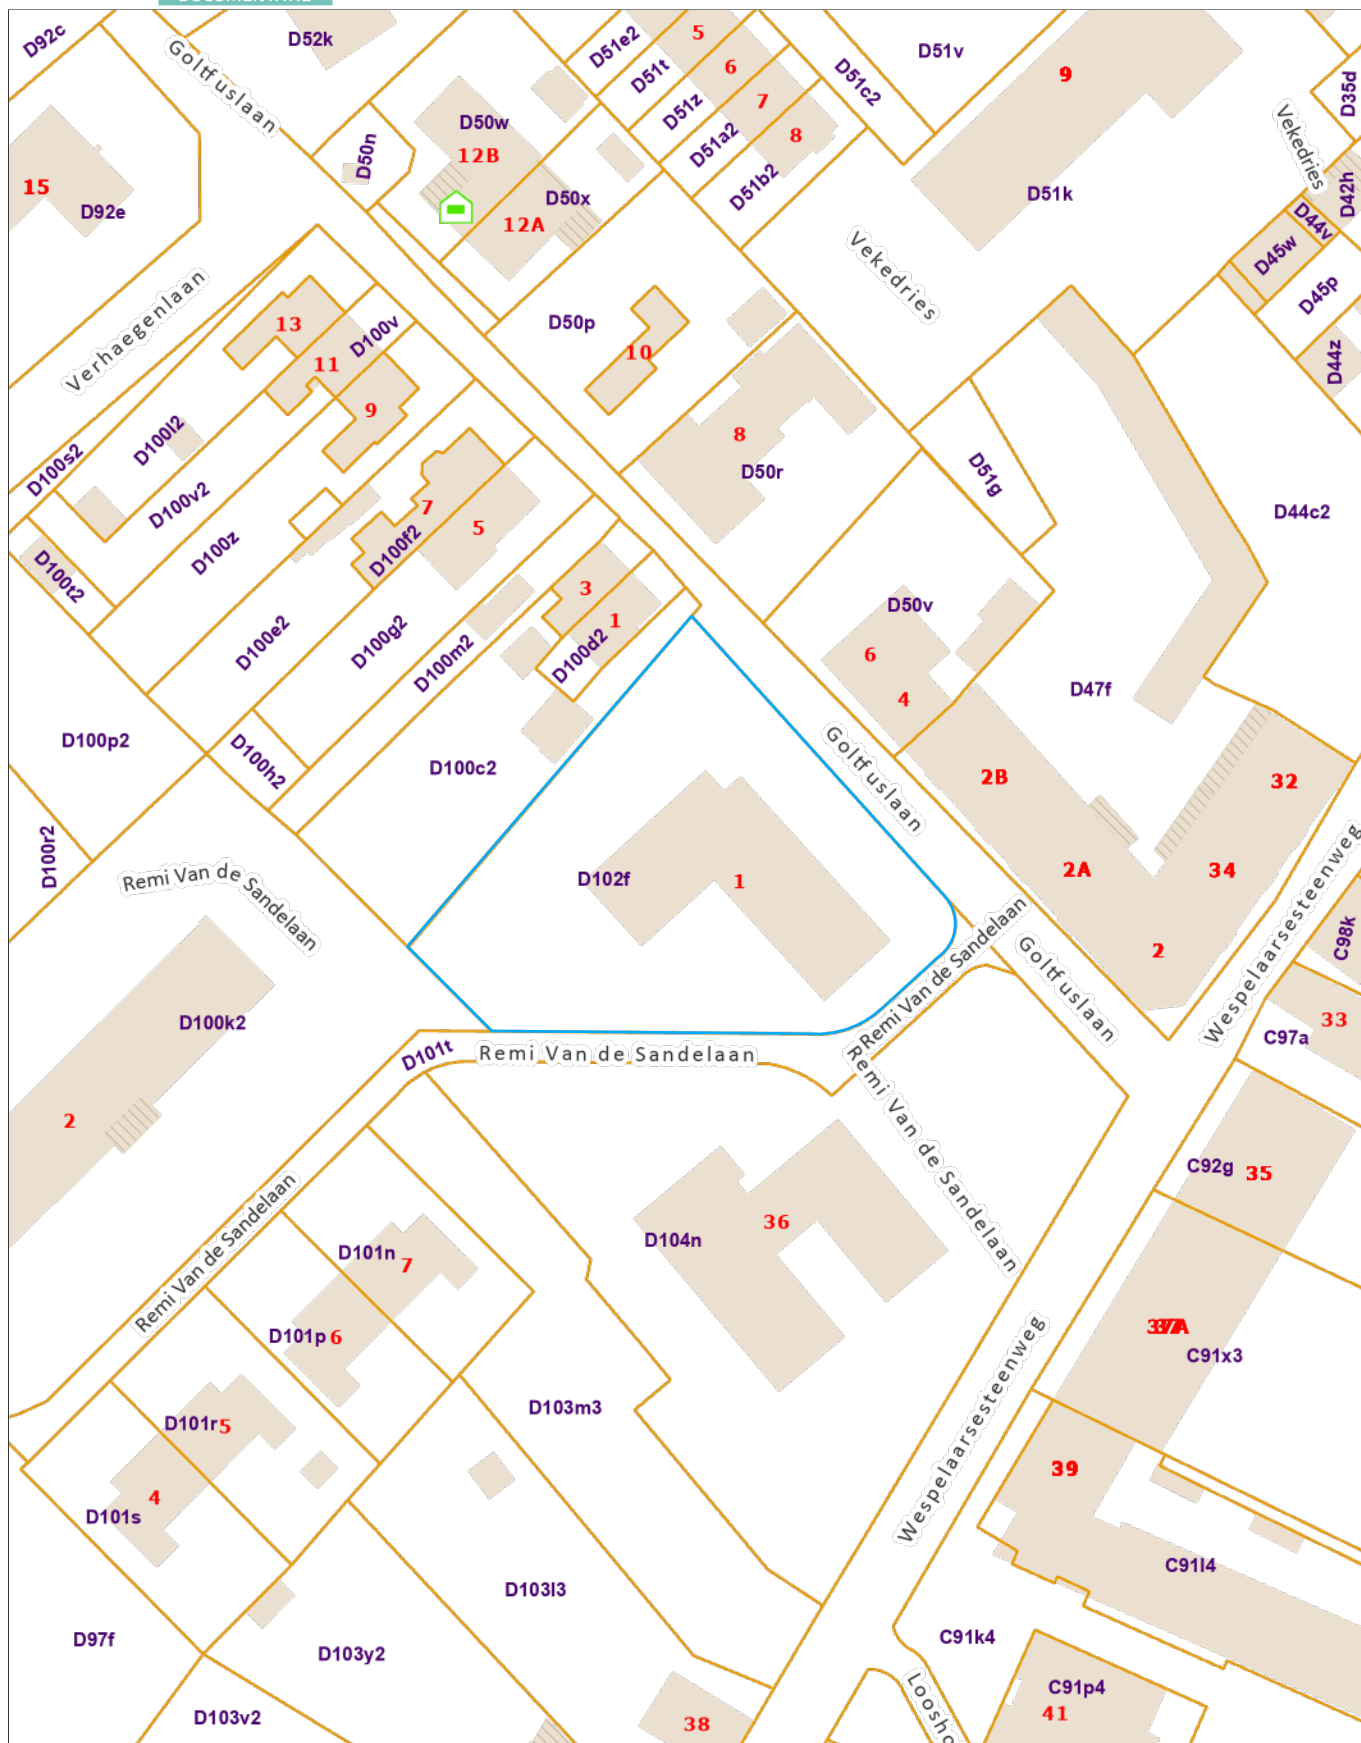 D92c
Goltfuslaan
D52k
D51e2
D51t
D51z
D51a2
D51b2
5
6
7
8
D51c2
D51v
9
D51k
Vekedries
D35d
D42h
D44v
D45w
D45p
D44z
15
D92e
D50n
D50w
12B
D50x
12A
Vekedries
Verhaegenlaan
13
11
D100v
9
D50p
10
D100l2
D100s2
D100v2
D100z
D100t2
8
D50r
D51g
D44c2
7
5
D100f2
D100e2
D100g2
D100m2
3
1
D100d2
D50v
6
4
D47f
D100p2
D100h2
D100c2
Goltfuslaan
2B
32
D100r2
Remi Van de Sandelaan
D102f
1
2A
34
Wespelaarsesteenweg
2
C98k
Remi Van de Sandelaan
Goltfuslaan
D100k2
33
C97a
D101t
Remi Van de Sandelaan
Remi Van de Sandelaan
2
C92g
35
Remi Van de Sandelaan
D101n
7
D104n
36
D101p
6
C91x3
Wespelaarsesteenweg
D103m3
D101r
5
39
4
D101s
C91l4
D103l3
D97f
D103y2
C91k4
D103v2
38
Loosho
C91p4
41